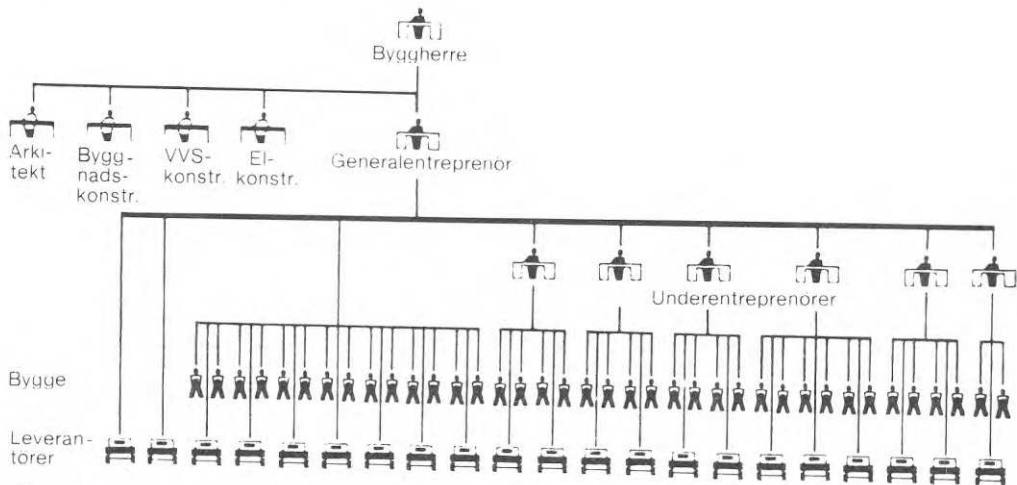 Byggherre
Arki-
tekt
Bygg-
nads-
konstr.
VVS-
konstr.
El-
konstr.
Generalentreprenör
Underentreprenörer
Bygge
Leveran-
törer